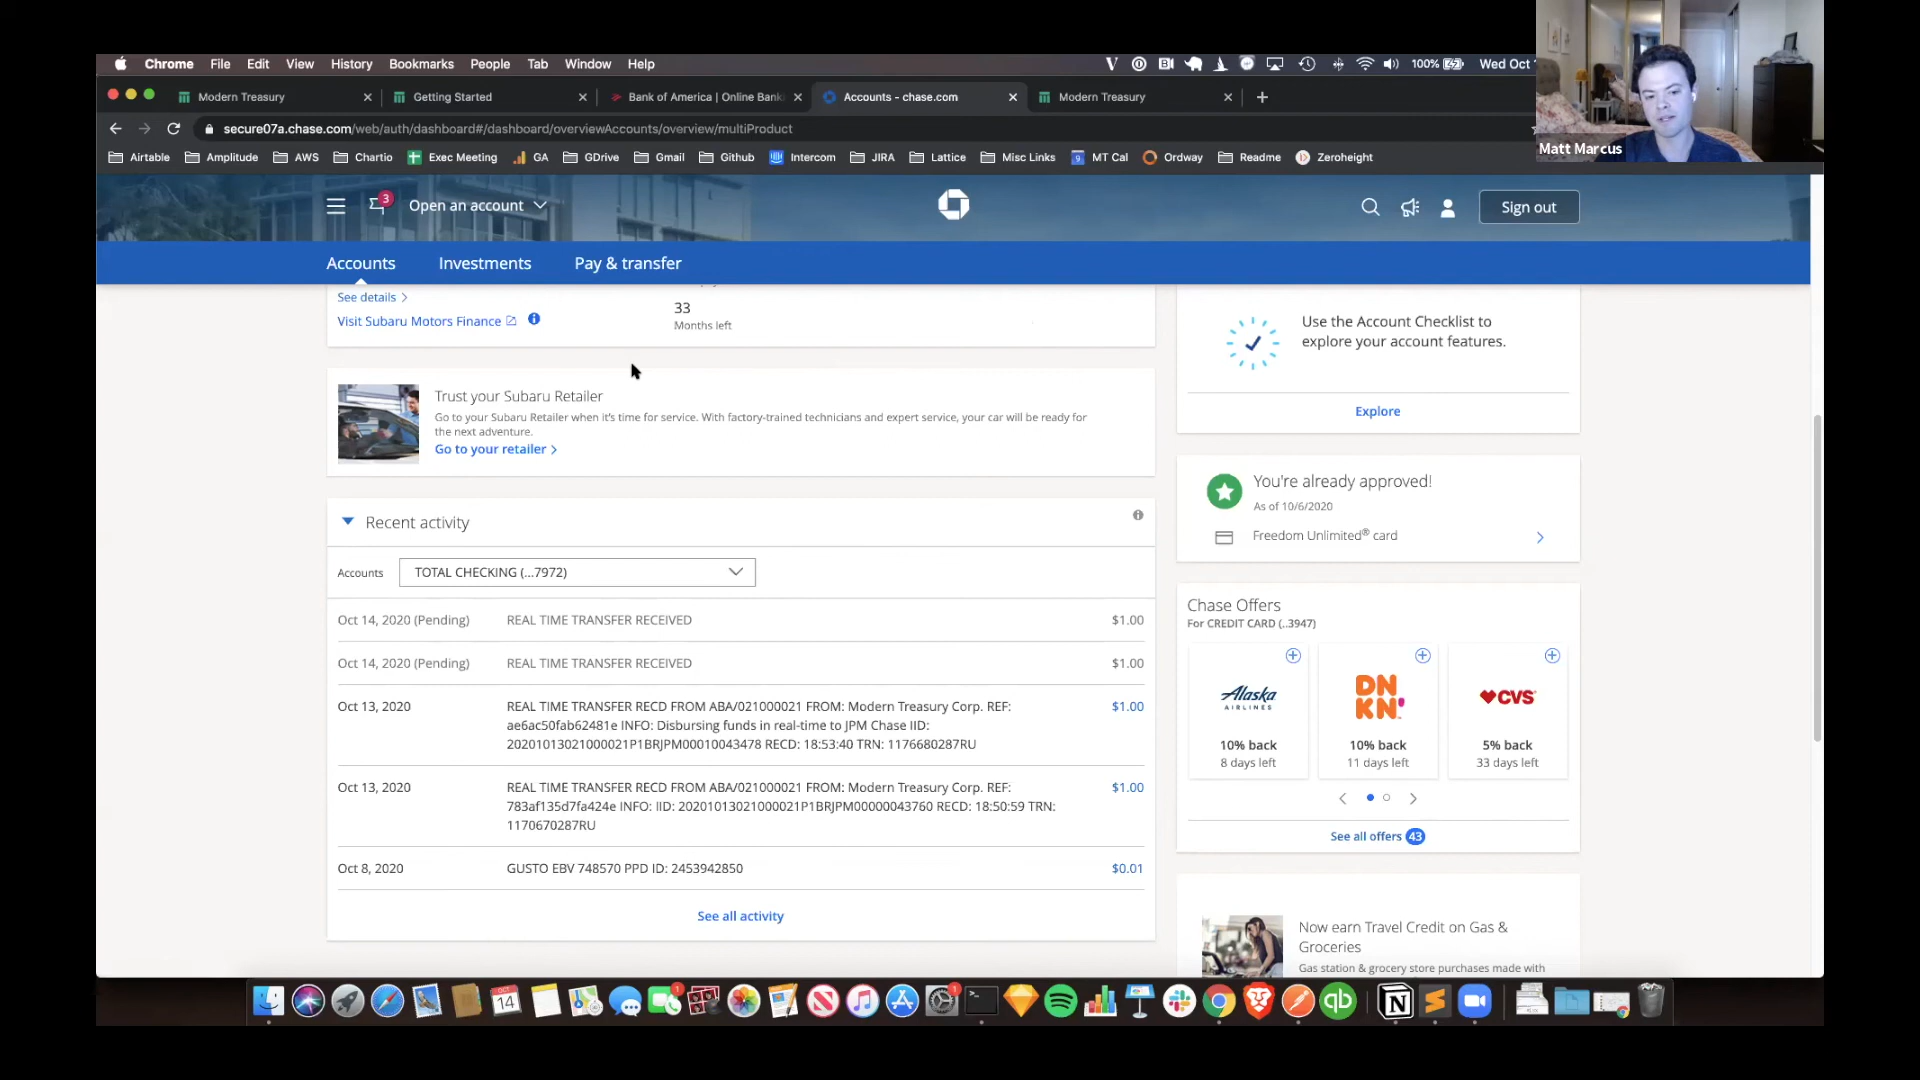 Chrome File Edit View History Bookmarks People Tab Window Help
100% Wed Oct
Modern Treasury
Getting Started
Bank of America | Online Bank
Accounts - chase.com
Modern Treasury
secure07a.chase.com/web/auth/dashboard#/dashboard/overviewAccounts/overview/multiProduct
Matt Marcus
Airtable Amplitude AWS Chartio Exec Meeting GA GDrive Gmail Github Intercom JIRA Lattice Misc Links MT Cal Ordway Readme Zeroheight
3
Open an account
Sign out
Accounts Investments Pay & transfer
See details
Visit Subaru Motors Finance
33
Months left
Trust your Subaru Retailer
Go to your Subaru Retailer when it's time for service. With factory-trained technicians and expert service, your car will be ready for
the next adventure.
Go to your retailer
Recent activity
Accounts TOTAL CHECKING (...7972)
Oct 14, 2020 (Pending) REAL TIME TRANSFER RECEIVED $1.00
Oct 14, 2020 (Pending) REAL TIME TRANSFER RECEIVED $1.00
Oct 13, 2020 REAL TIME TRANSFER RECD FROM ABA/021000021 FROM: Modern Treasury Corp. REF: $1.00
ae6ac50fab62481e INFO: Disbursing funds in real-time to JPM Chase IID:
20201013021000021P1BRJPM00010043478 RECD: 18:53:40 TRN: 1176680287RU
Oct 13, 2020 REAL TIME TRANSFER RECD FROM ABA/021000021 FROM: Modern Treasury Corp. REF: $1.00
783af135d7fa424e INFO: IID: 20201013021000021P1BRJPM00000043760 RECD: 18:50:59 TRN:
1170670287RU
Oct 8, 2020 GUSTO EBV 748570 PPD ID: 2453942850 $0.01
See all activity
Use the Account Checklist to
explore your account features.
Explore
You're already approved!
As of 10/6/2020
Freedom Unlimited® card
Chase Offers
For CREDIT CARD (..3947)
Alaska
AIRLINES
10% back
8 days left
DN
KN'
10% back
11 days left
CVS
5% back
33 days left
See all offers 43
Now earn Travel Credit on Gas &
Groceries
Gas station & grocery store purchases made with
OCT
14
1
1